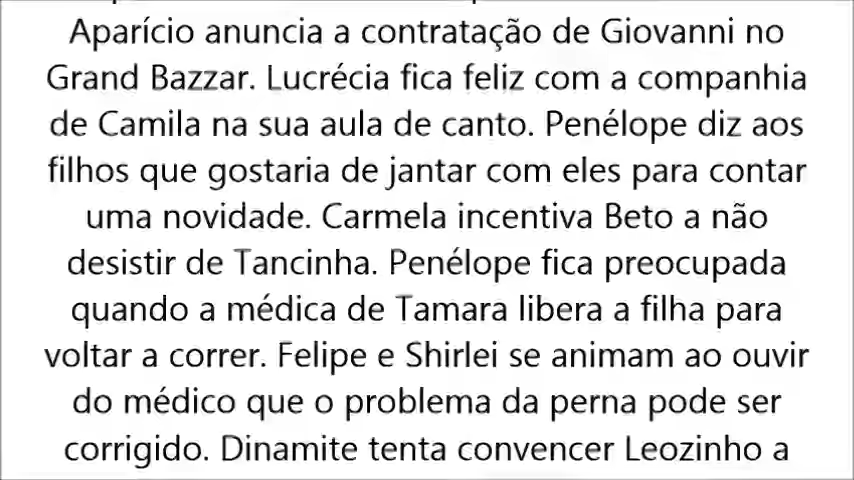 Aparício anuncia a contratação de Giovanni no
Grand Bazzar. Lucrécia fica feliz com a companhia
de Camila na sua aula de canto. Penélope diz aos
filhos que gostaria de jantar com eles para contar
uma novidade. Carmela incentiva Beto a não
desistir de Tancinha. Penélope fica preocupada
quando a médica de Tamara libera a filha para
voltar a correr. Felipe e Shirlei se animam ao ouvir
do médico que o problema da perna pode ser
corrigido. Dinamite tenta convencer Leozinho a